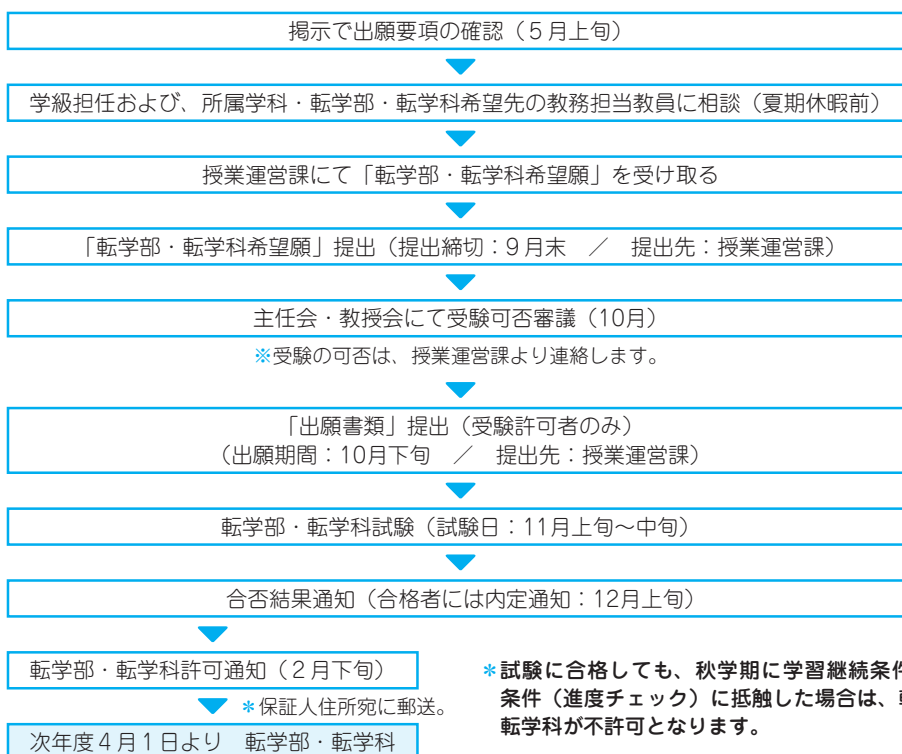 掲示で出願要項の確認（５月上旬）
学級担任および、所属学科・転学部・転学科希望先の教務担当教員に相談（夏期休暇前）
授業運営課にて「転学部・転学科希望願」を受け取る
「転学部・転学科希望願」提出（提出締切：９月末　／　提出先：授業運営課）
主任会・教授会にて受験可否審議（10月）
※受験の可否は、授業運営課より連絡します。
「出願書類」提出（受験許可者のみ）
（出願期間：10月下旬　／　提出先：授業運営課）
転学部・転学科試験（試験日：11月上旬～中旬）
合否結果通知（合格者には内定通知：12月上旬）
転学部・転学科許可通知（２月下旬）
＊保証人住所宛に郵送。
次年度４月１日より　転学部・転学科
＊試験に合格しても、秋学期に学習継続条件
条件（進度チェック）に抵触した場合は、転
転学科が不許可となります。